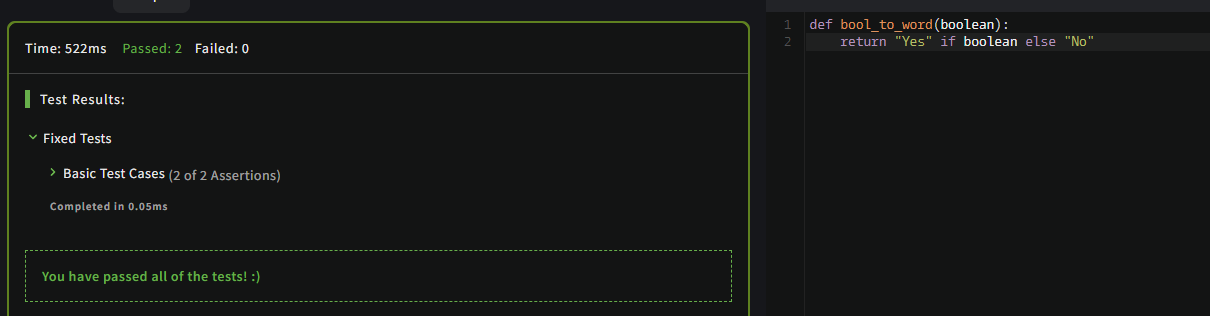 Time: 522ms Passed: 2 Failed: 0
Test Results:
Fixed Tests
Basic Test Cases (2 of 2 Assertions)
Completed in 0.05ms
You have passed all of the tests! :)
1 def bool_to_word(boolean):
2     return "Yes" if boolean else "No"